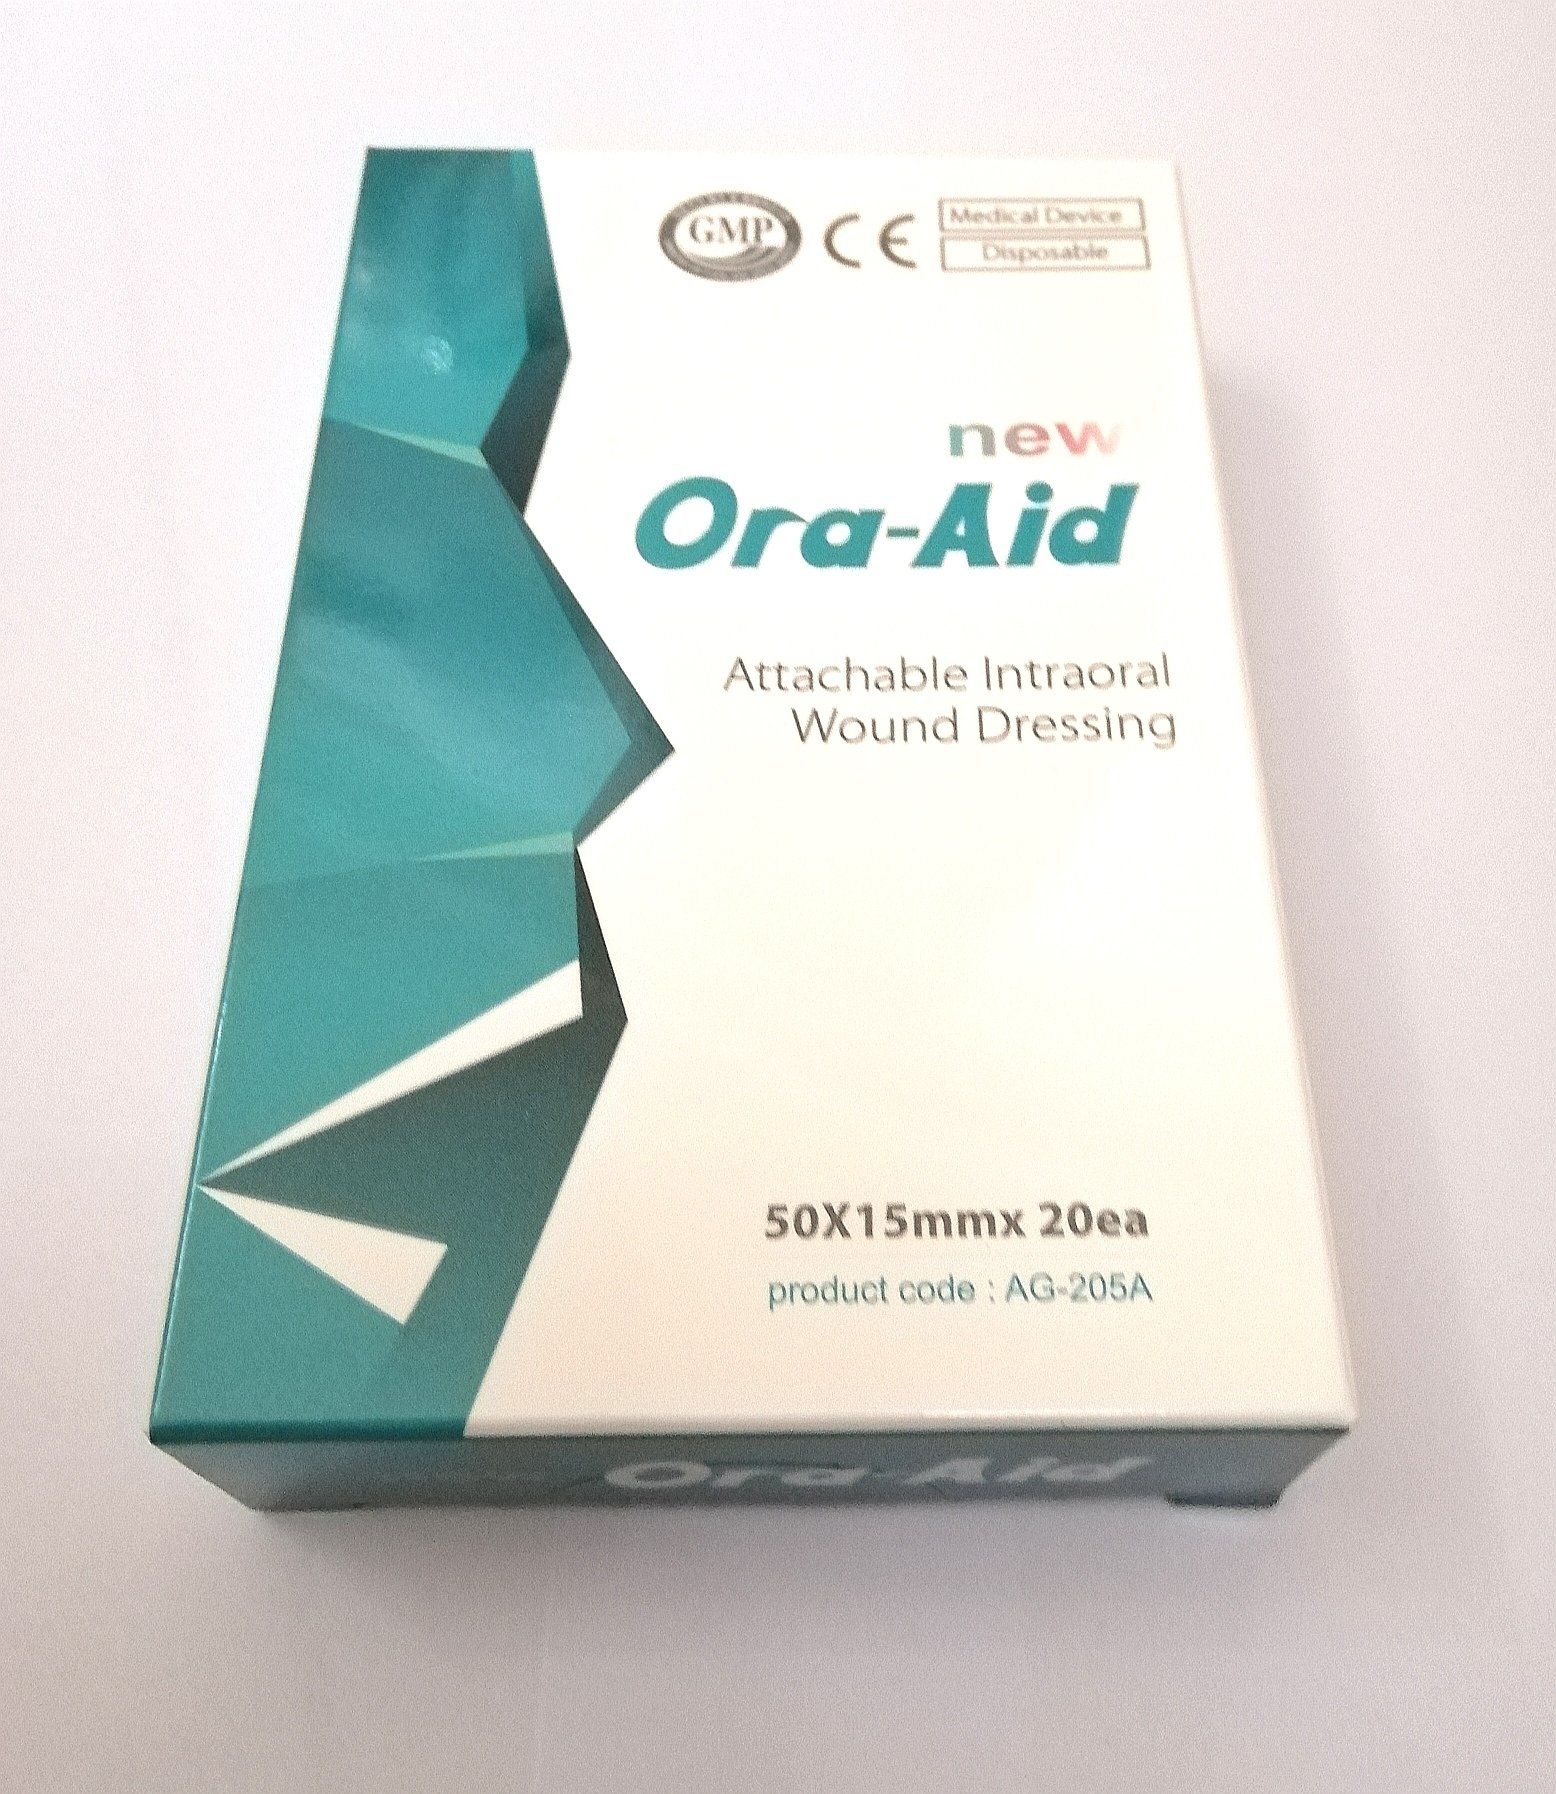 GMP
CE
Medical Device
Disposable
new
Ora-Aid
Attachable Intraoral
Wound Dressing
50X15mmx 20ea
product code : AG-205A
Ora-Aid